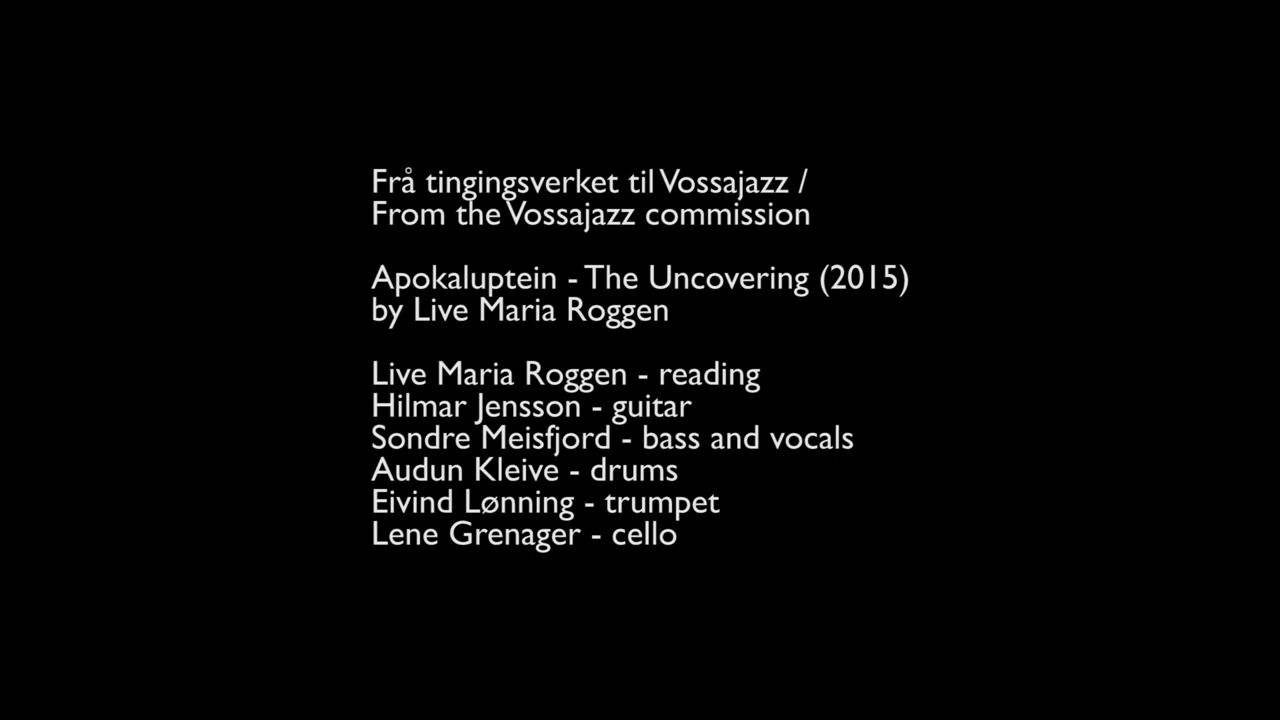 Frå tingingsverket til Vossajazz /
From the Vossajazz commission
Apokaluptein - The Uncovering (2015)
by Live Maria Roggen
Live Maria Roggen - reading
Hilmar Jensson - guitar
Sondre Meisfjord - bass and vocals
Audun Kleive - drums
Eivind Lønning - trumpet
Lene Grenager - cello